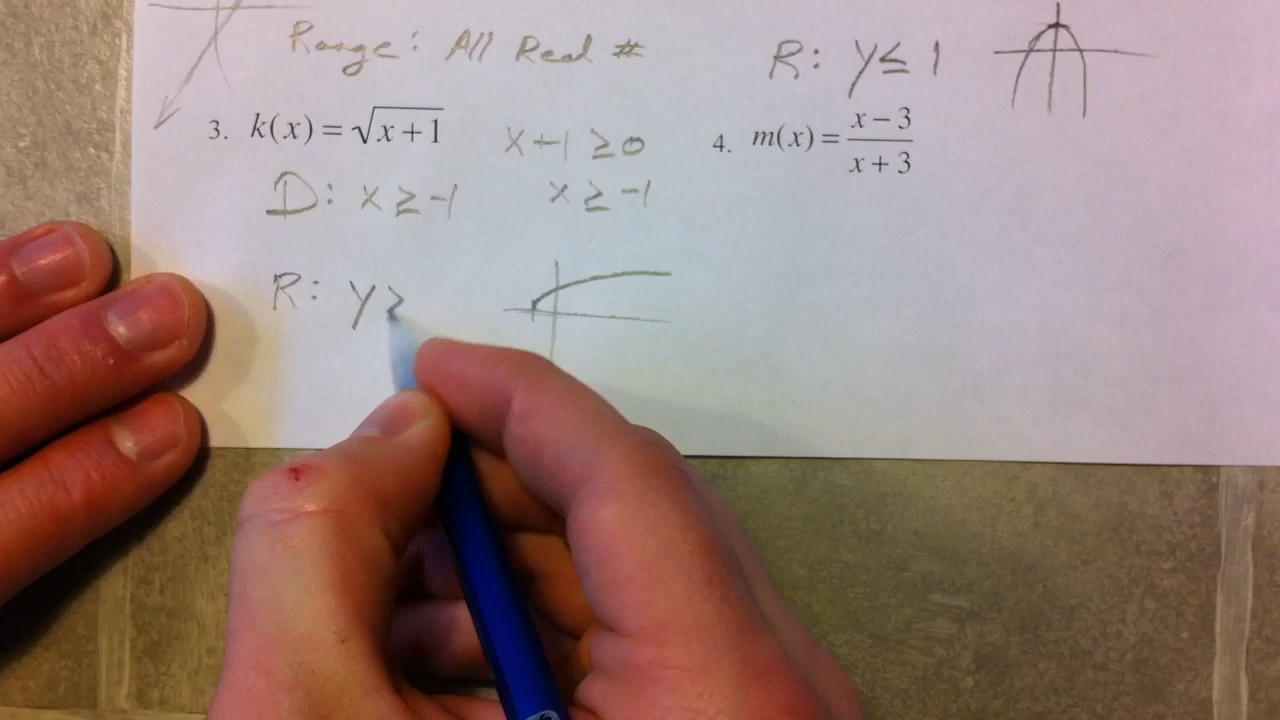 Range: All Real #
R: y ≤ 1
3. k(x) = √x+1
x+1 ≥ 0
D: x ≥ -1
x ≥ -1
R: y ≥
4. m(x) = x-3 / x+3